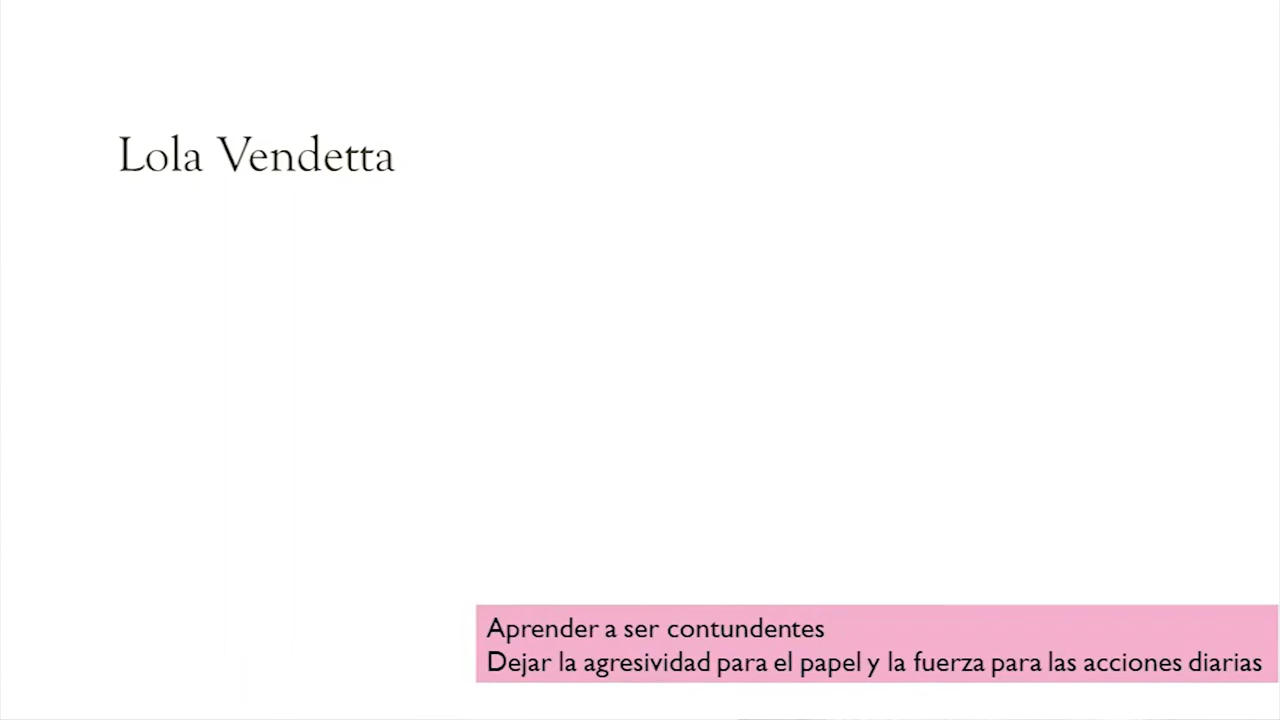 Lola Vendetta
Aprender a ser contundentes
Dejar la agresividad para el papel y la fuerza para las acciones diarias